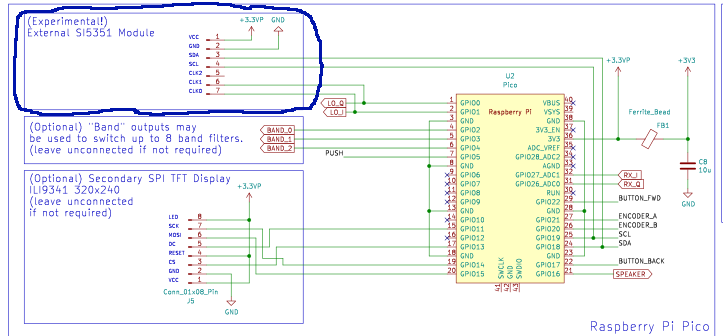 (Experimental!)
External SI5351 Module
VCC 1
GND 2
SDA 3
SCL 4
CLK2 5
CLK1 6
CLK0 7
+3.3VP
GND
LO_Q
LO_I
(Optional) "Band" outputs may
be used to switch up to 8 band filters.
(leave unconnected if not required)
BAND_0
BAND_1
BAND_2
PUSH
(Optional) Secondary SPI TFT Display
ILI9341 320x240
(leave unconnected
if not required)
+3.3VP
LED 8
SCK 7
MOSI 6
DC 5
RESET 4
CS 3
GND 2
VCC 1
Conn_01x08_Pin
J5
GND
U2
Pico
Raspberry Pi
1 GPIO0
2 GPIO1
3 GND
4 GPIO2
5 GPIO3
6 GPIO4
7 GPIO5
8 GND
9 GPIO6
10 GPIO7
11 GPIO8
12 GPIO9
13 GND
14 GPIO10
15 GPIO11
16 GPIO12
17 GPIO13
18 GND
19 GPIO14
20 GPIO15
VBUS 40
VSYS 39
GND 38
3V3_EN 37
3V3 36
ADC_VREF 35
GPIO28_ADC2 34
AGND 33
GPIO27_ADC1 32
GPIO26_ADC0 31
RUN 30
GPIO22 29
GND 28
GPIO21 27
GPIO20 26
GPIO19 25
GPIO18 24
GND 23
GPIO17 22
GPIO16 21
SWCLK 41
GND 42
SWDIO 43
+3.3VP
+3V3
Ferrite_Bead
FB1
C8
10u
GND
RX_I
RX_Q
BUTTON_FWD
ENCODER_A
ENCODER_B
SCL
SDA
BUTTON_BACK
SPEAKER
Raspberry Pi Pico